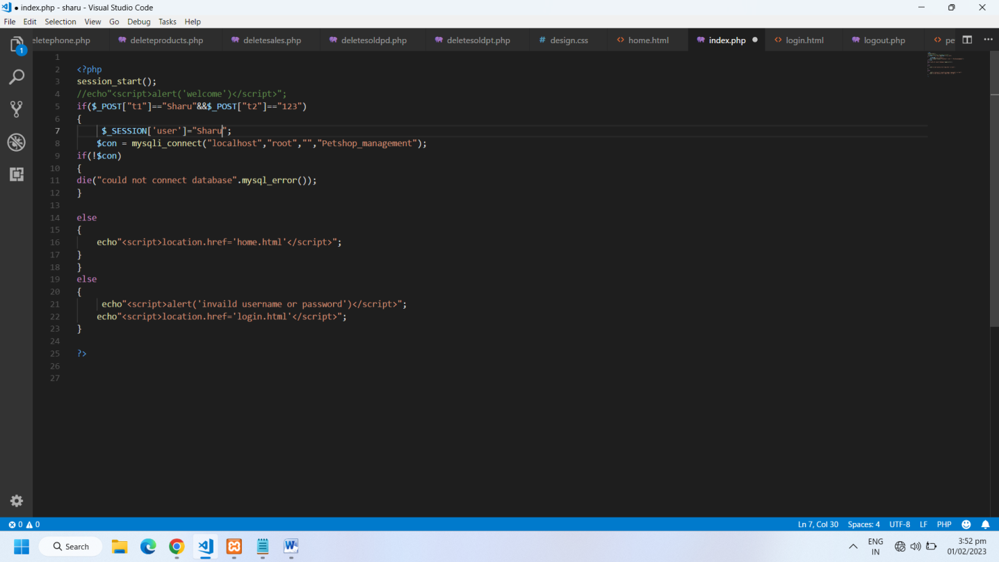 ● index.php - sharu - Visual Studio Code
File Edit Selection View Go Debug Tasks Help
1
eletephone.php deleteproducts.php deletesales.php deletesoldpd.php deletesoldpt.php # design.css <> home.html index.php ● <> login.html logout.php <> pe
1
2 <?php
3 session_start();
4 //echo"<script>alert('welcome')</script>";
5 if($_POST["t1"]=="Sharu"&&$_POST["t2"]=="123")
6 {
7 $_SESSION['user']="Sharu";
8 $con = mysqli_connect("localhost","root","","Petshop_management");
9 if(!$con)
10 {
11 die("could not connect database".mysql_error());
12 }
13
14 else
15 {
16 echo"<script>location.href='home.html'</script>";
17 }
18 }
19 else
20 {
21 echo"<script>alert('invaild username or password')</script>";
22 echo"<script>location.href='login.html'</script>";
23 }
24
25 ?>
26
27
0 0 Ln 7, Col 30 Spaces: 4 UTF-8 LF PHP
Search
ENG
IN
3:52 pm
01/02/2023